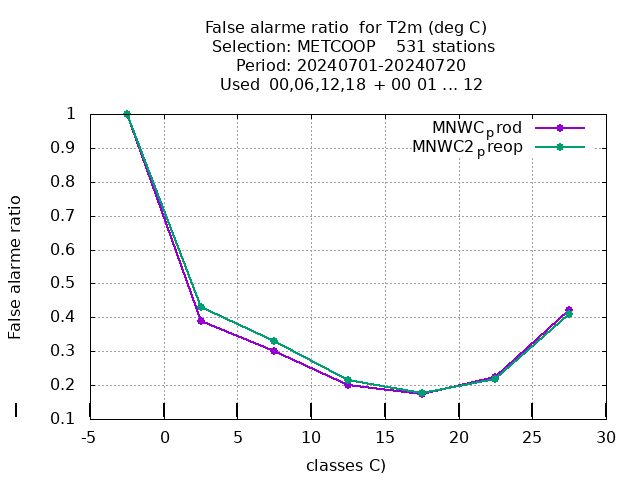 False alarme ratio  for T2m (deg C)
Selection: METCOOP    531 stations
Period: 20240701-20240720
Used  00,06,12,18  + 00 01 ... 12
MNWCprod
MNWC2preop
1
0.9
0.8
0.7
0.6
0.5
0.4
0.3
0.2
0.1
False alarme ratio
-5 0 5 10 15 20 25 30
classes C)